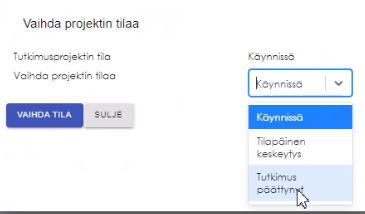 Vaihda projektin tilaa
Tutkimusprojektin tila Käynnissä
Vaihda projektin tilaa Käynnissä
VAIHDA TILA SULJE
Käynnissä
Tilapäinen
keskeytys
Tutkimus
päättynyt